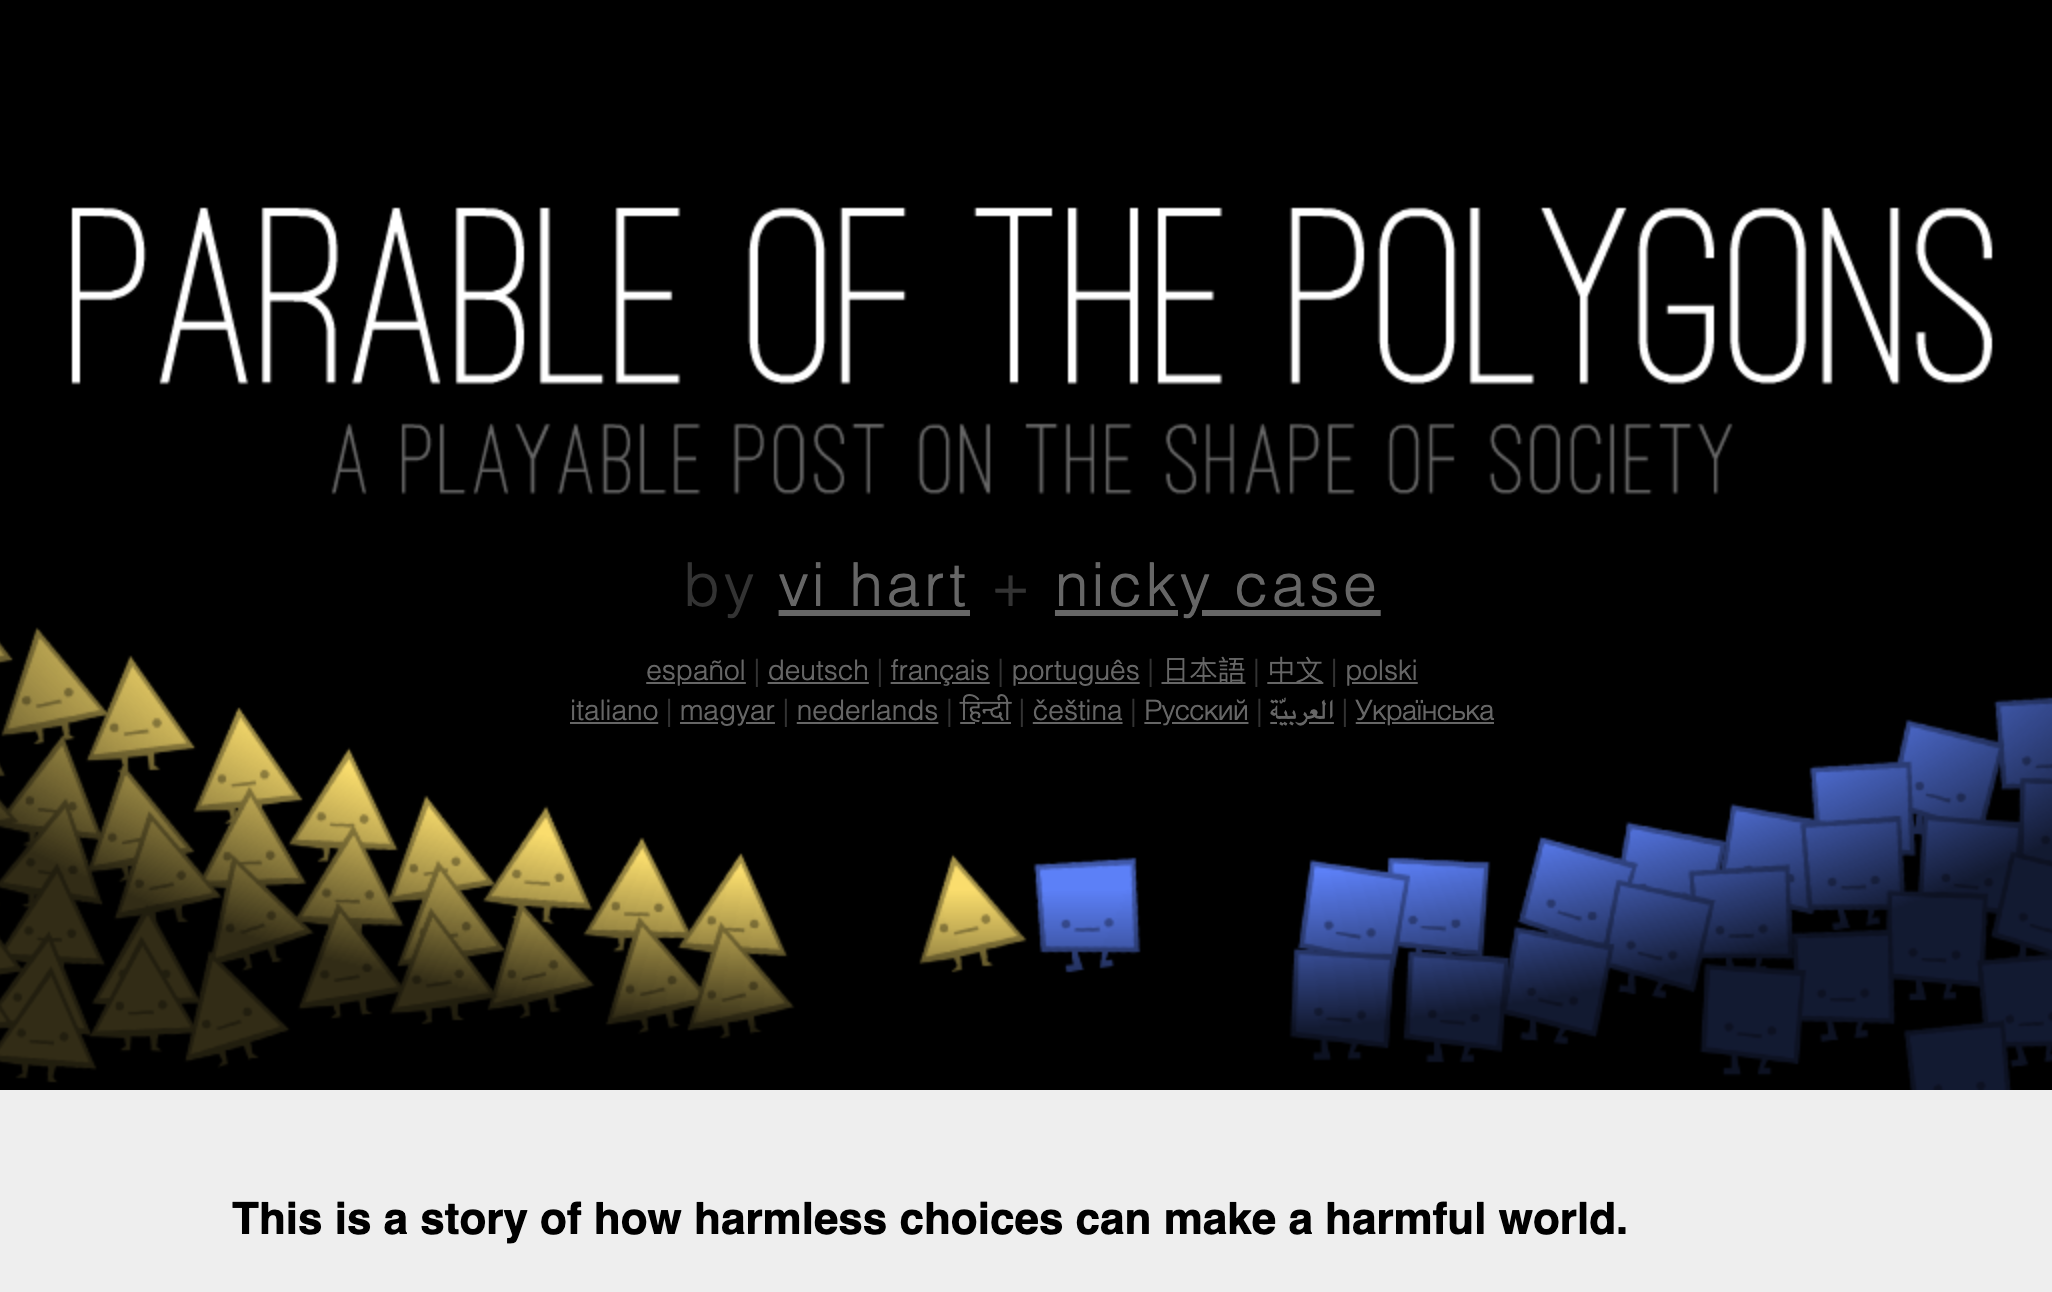 PARABLE OF THE POLYGONS
A PLAYABLE POST ON THE SHAPE OF SOCIETY
by vi hart + nicky case
español | deutsch | français | português | 日本語 | 中文 | polski
italiano | magyar | nederlands | हिन्दी | čeština | Русский | العربيّة | Українська
This is a story of how harmless choices can make a harmful world.